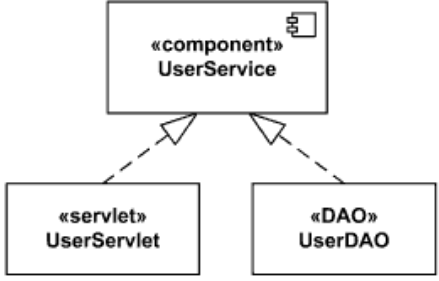 «component»
UserService
«servlet»
UserServlet
«DAO»
UserDAO